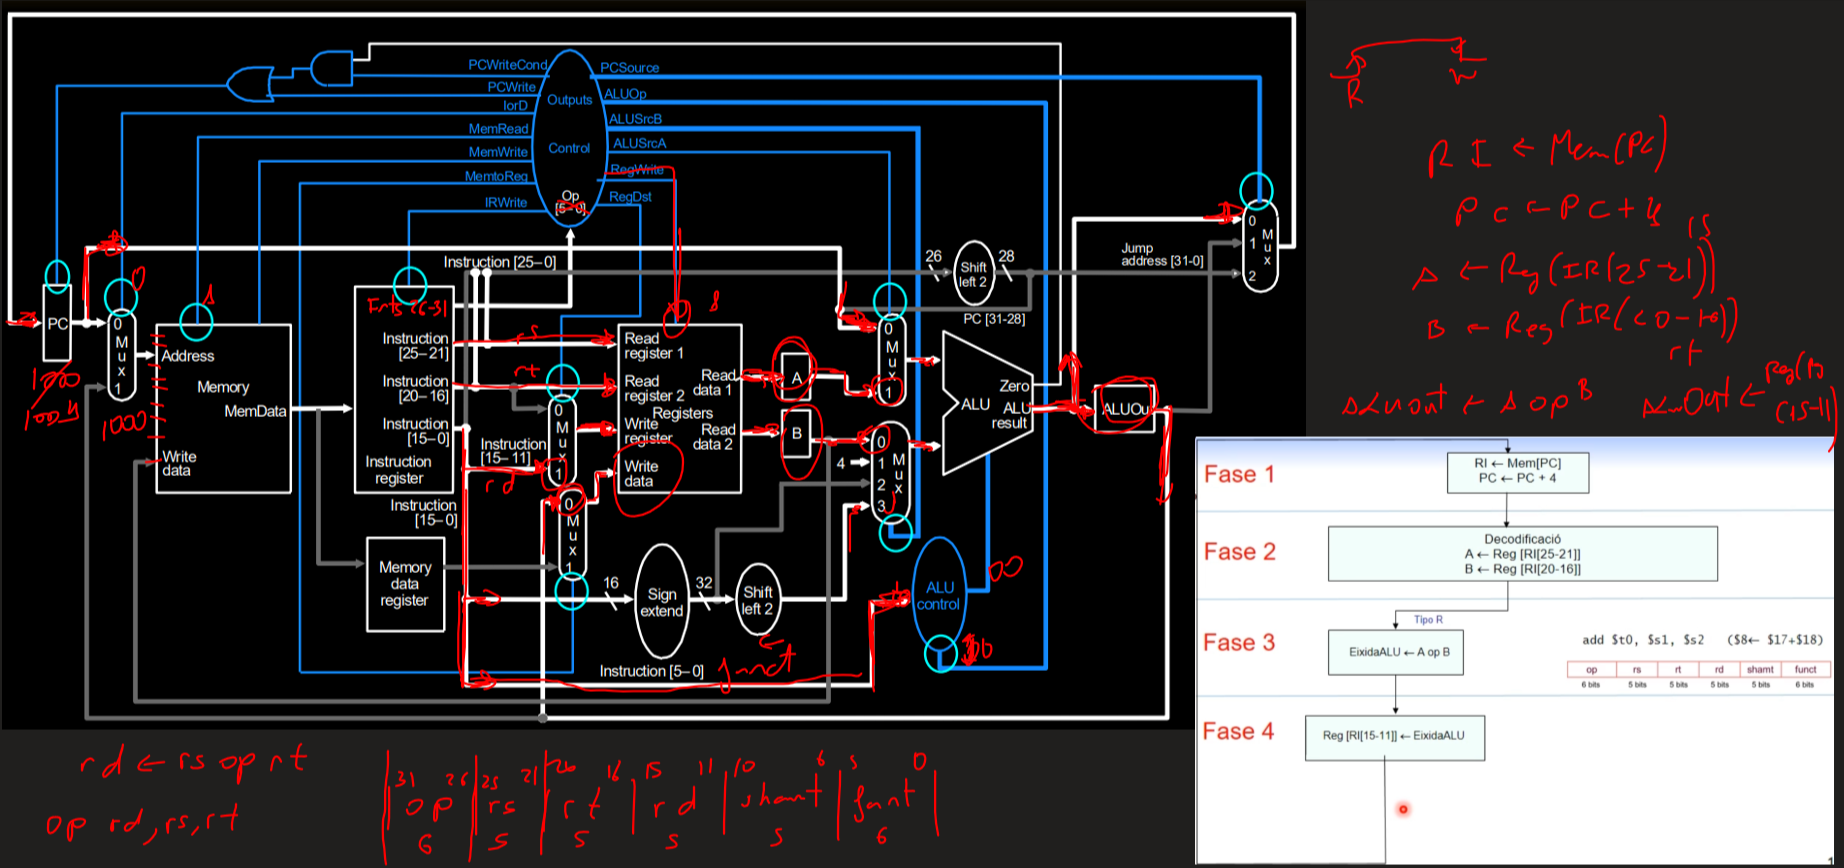 PCWriteCond
PCWrite
IorD
MemRead
MemWrite
MemtoReg
IRWrite
Outputs
Control
Op
[5–0]
PCSource
ALUOp
ALUSrcB
ALUSrcA
RegWrite
RegDst
PC
0
M
u
x
1
Address
Memory
MemData
Write
data
Instruction [25–0]
26-31
Instruction
[25–21]
Instruction
[20–16]
Instruction
[15–0]
Instruction
register
Instruction
[15–0]
Memory
data
register
rs
rt
rd
Instruction
[15–11]
0
M
u
x
1
0
M
u
x
1
Read
register 1
Read
register 2
Registers
Write
register
Write
data
Read
data 1
Read
data 2
A
B
4
0
M
u
x
1
0
1 M
2 u
3 x
16
Sign
extend
32
Shift
left 2
Instruction [5–0]
funct
ALU
control
00
ALU
Zero
ALU
result
ALUOu
26
Shift
left 2
28
PC [31-28]
Jump
address [31-0]
0
1 M
u
x
2
1000
1004
1000
R
W
RI ← Mem(PC)
PC ← PC + 4
rs
A ← Reg(IR(25-21))
B ← Reg(IR(20-16))
rt
ALUout ← A op B
ALUOut ← Reg(IR
(15-11)
rd ← rs op rt
op rd, rs, rt
31 26 25 21 20 16 15 11 10 6 5 0
op rs rt rd shamt funt
6 5 5 5 5 6
Fase 1
RI ← Mem[PC]
PC ← PC + 4
Fase 2
Decodificació
A ← Reg [RI[25-21]]
B ← Reg [RI[20-16]]
Tipo R
Fase 3
EixidaALU ← A op B
add $t0, $s1, $s2 ($8← $17+$18)
op rs rt rd shamt funct
6 bits 5 bits 5 bits 5 bits 5 bits 6 bits
Fase 4
Reg [RI[15-11]] ← EixidaALU